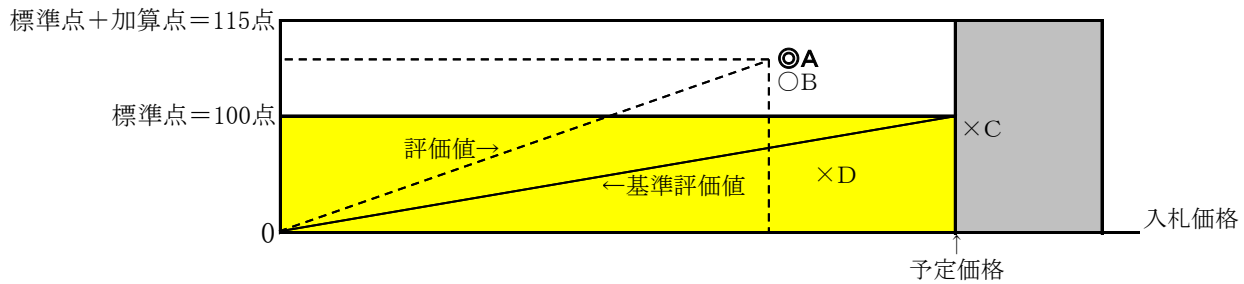 標準点+加算点=115点
◎A
○B
標準点=100点
×C
評価値→
×D
←基準評価値
0
入札価格
↑
予定価格